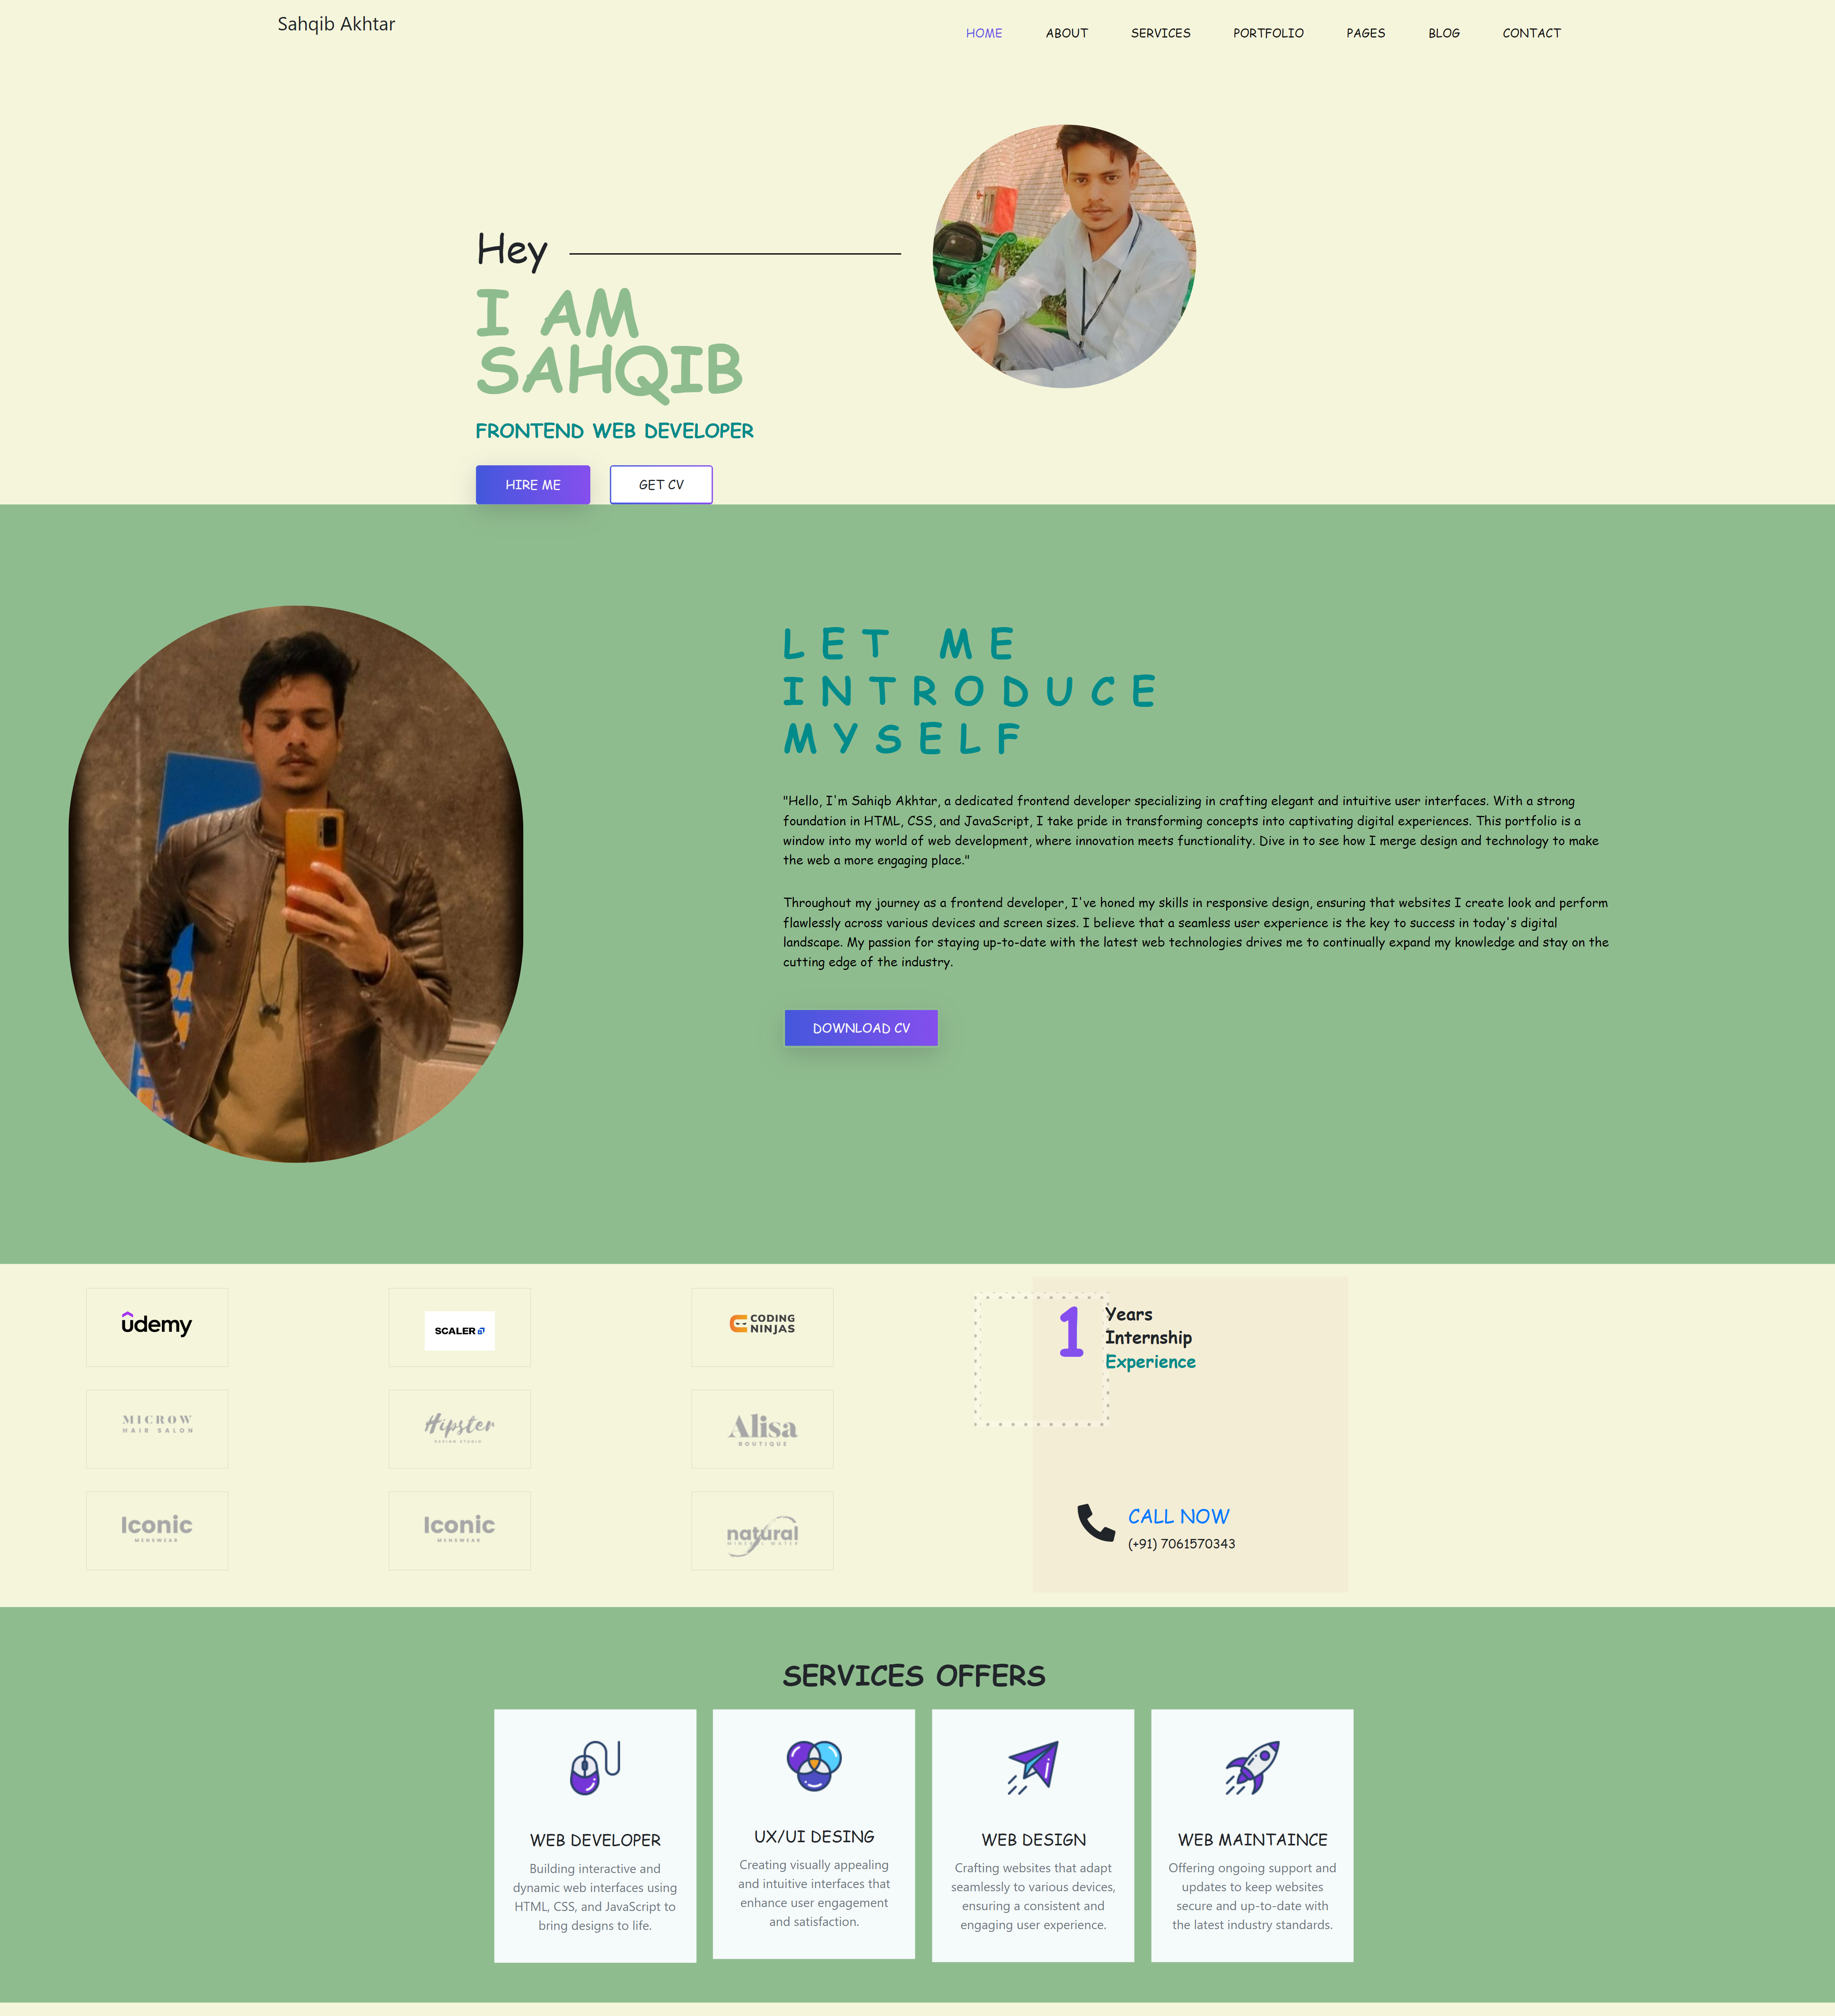 Sahqib Akhtar
HOME
ABOUT
SERVICES
PORTFOLIO
PAGES
BLOG
CONTACT
Hey
I AM
SAHQIB
FRONTEND WEB DEVELOPER
HIRE ME
GET CV
LET ME
INTRODUCE
MYSELF
"Hello, I'm Sahiqb Akhtar, a dedicated frontend developer specializing in crafting elegant and intuitive user interfaces. With a strong
foundation in HTML, CSS, and JavaScript, I take pride in transforming concepts into captivating digital experiences. This portfolio is a
window into my world of web development, where innovation meets functionality. Dive in to see how I merge design and technology to make
the web a more engaging place."
Throughout my journey as a frontend developer, I've honed my skills in responsive design, ensuring that websites I create look and perform
flawlessly across various devices and screen sizes. I believe that a seamless user experience is the key to success in today's digital
landscape. My passion for staying up-to-date with the latest web technologies drives me to continually expand my knowledge and stay on the
cutting edge of the industry.
DOWNLOAD CV
ûdemy
SCALER
CODING
NINJAS
MICROW
HAIR SALON
Hipster
DESIGN STUDIO
Alisa
BOUTIQUE
Iconic
MENSWEAR
Iconic
MENSWEAR
natural
MINERAL WATER
1
Years
Internship
Experience
CALL NOW
(+91) 7061570343
SERVICES OFFERS
WEB DEVELOPER
Building interactive and
dynamic web interfaces using
HTML, CSS, and JavaScript to
bring designs to life.
UX/UI DESING
Creating visually appealing
and intuitive interfaces that
enhance user engagement
and satisfaction.
WEB DESIGN
Crafting websites that adapt
seamlessly to various devices,
ensuring a consistent and
engaging user experience.
WEB MAINTAINCE
Offering ongoing support and
updates to keep websites
secure and up-to-date with
the latest industry standards.